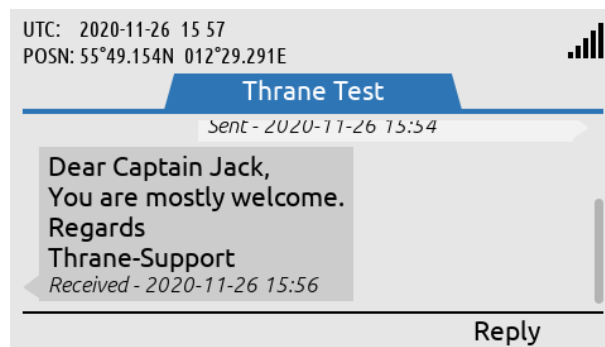 UTC: 2020-11-26 15 57
POSN: 55°49.154N 012°29.291E
Thrane Test
Sent - 2020-11-26 15:54
Dear Captain Jack,
You are mostly welcome.
Regards
Thrane-Support
Received - 2020-11-26 15:56
Reply